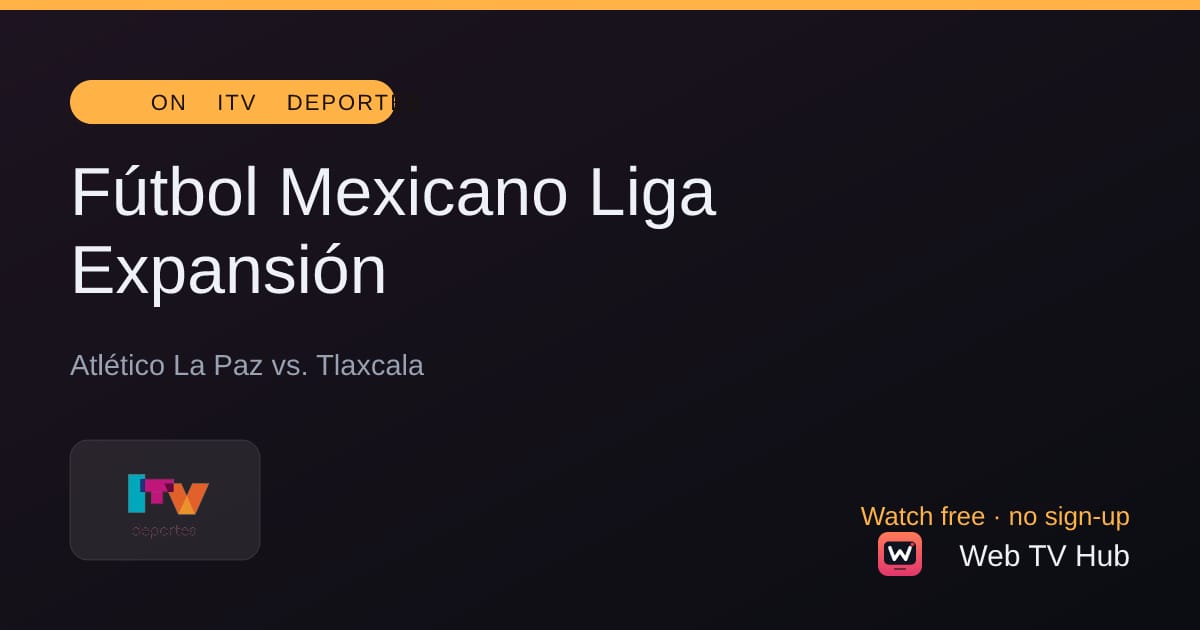 ON ITV DEPORTE
Fútbol Mexicano Liga
Expansión
Atlético La Paz vs. Tlaxcala
ITV
deportes
Watch free · no sign-up
W
Web TV Hub